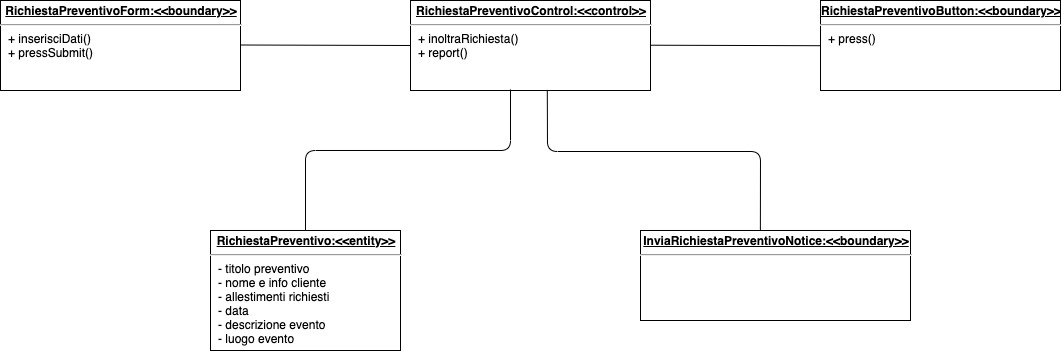 RichiestaPreventivoForm:<<boundary>>
+ inserisciDati()
+ pressSubmit()
RichiestaPreventivoControl:<<control>>
+ inoltraRichiesta()
+ report()
RichiestaPreventivoButton:<<boundary>>
+ press()
RichiestaPreventivo:<<entity>>
- titolo preventivo
- nome e info cliente
- allestimenti richiesti
- data
- descrizione evento
- luogo evento
InviaRichiestaPreventivoNotice:<<boundary>>